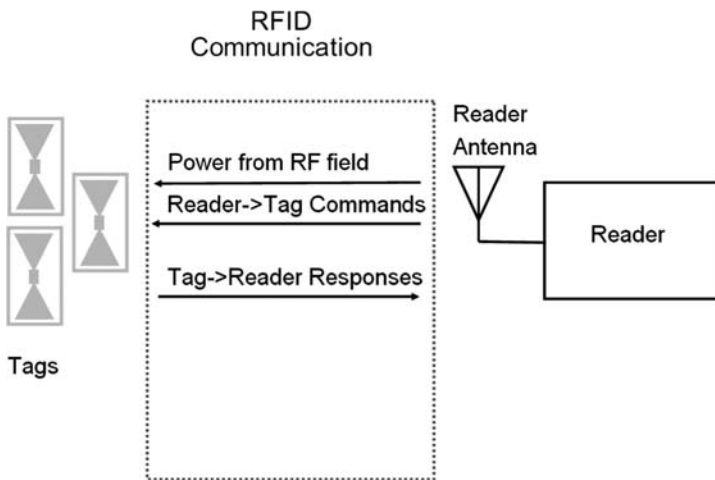 RFID
Communication
Reader
Antenna
Power from RF field
Reader->Tag Commands
Reader
Tag->Reader Responses
Tags